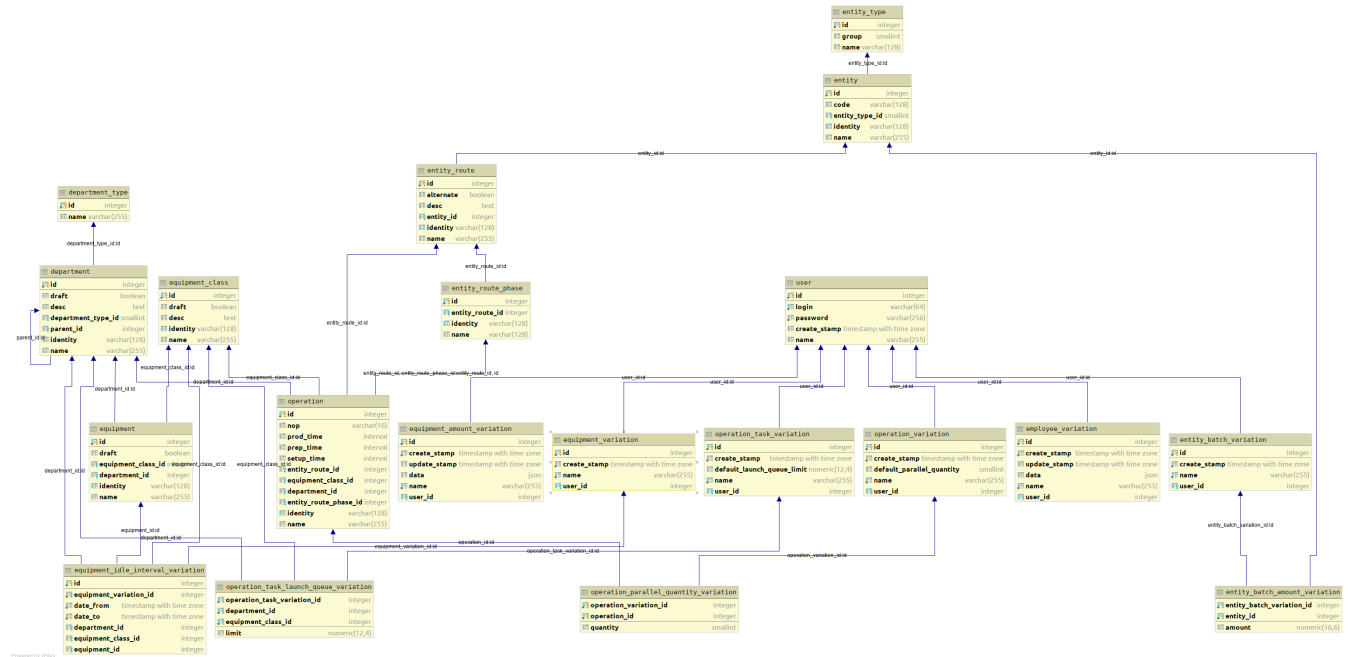 entity_type
id integer
group smallint
name varchar(128)
entity_type_id:id
entity
id integer
code varchar(128)
entity_type_id smallint
identity varchar(128)
name varchar(255)
entity_id:id
entity_id:id
entity_route
id integer
alternate boolean
desc text
entity_id integer
identity varchar(128)
name varchar(255)
department_type
id integer
name varchar(255)
department_type_id:id
entity_route_id:id
department
id integer
draft boolean
desc text
department_type_id smallint
parent_id integer
identity varchar(128)
name varchar(255)
parent_id:id
equipment_class
id integer
draft boolean
desc text
identity varchar(128)
name varchar(255)
entity_route_phase
id integer
entity_route_id integer
identity varchar(128)
name varchar(128)
user
id integer
login varchar(64)
password varchar(256)
create_stamp timestamp with time zone
name varchar(255)
entity_route_id:id
equipment_class_id:id
entity_route_id, entity_route_phase_id:entity_route_id, id
equipment_class_id:id
department_id:id
department_id:id
user_id:id
user_id:id
user_id:id
user_id:id
user_id:id
user_id:id
equipment
id integer
draft boolean
equipment_class_id
department_id integer
identity varchar(128)
name varchar(255)
operation
id integer
nop varchar(16)
prod_time interval
prep_time interval
setup_time interval
entity_route_id integer
equipment_class_id integer
department_id integer
entity_route_phase_id integer
identity varchar(128)
name varchar(255)
equipment_amount_variation
id integer
create_stamp timestamp with time zone
update_stamp timestamp with time zone
data json
name varchar(255)
user_id integer
equipment_variation
id integer
create_stamp timestamp with time zone
name varchar(255)
user_id integer
operation_task_variation
id integer
create_stamp timestamp with time zone
default_launch_queue_limit numeric(12,4)
name varchar(255)
user_id integer
operation_variation
id integer
create_stamp timestamp with time zone
default_parallel_quantity smallint
name varchar(255)
user_id integer
employee_variation
id integer
create_stamp timestamp with time zone
update_stamp timestamp with time zone
data json
name varchar(255)
user_id integer
entity_batch_variation
id integer
create_stamp timestamp with time zone
name varchar(255)
user_id integer
department_id:id
equipment_class_id:id
equipment_class_id:id
equipment_id:id
department_id:id
operation_id:id
equipment_variation_id:id
operation_task_variation_id:id
operation_variation_id:id
entity_batch_variation_id:id
equipment_idle_interval_variation
id integer
equipment_variation_id integer
date_from timestamp with time zone
date_to timestamp with time zone
department_id integer
equipment_class_id integer
equipment_id integer
operation_task_launch_queue_variation
operation_task_variation_id integer
department_id integer
equipment_class_id integer
limit numeric(12,4)
operation_parallel_quantity_variation
operation_variation_id integer
operation_id integer
quantity smallint
entity_batch_amount_variation
entity_batch_variation_id integer
entity_id integer
amount numeric(16,6)
Powered by yFiles